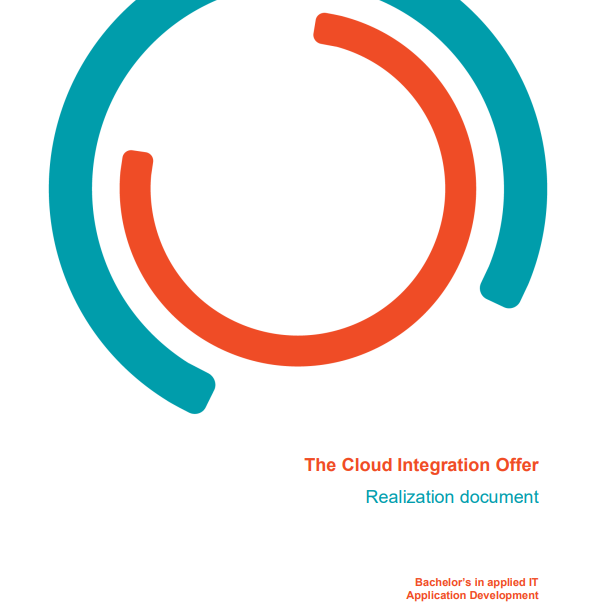 The Cloud Integration Offer
Realization document
Bachelor's in applied IT
Application Development